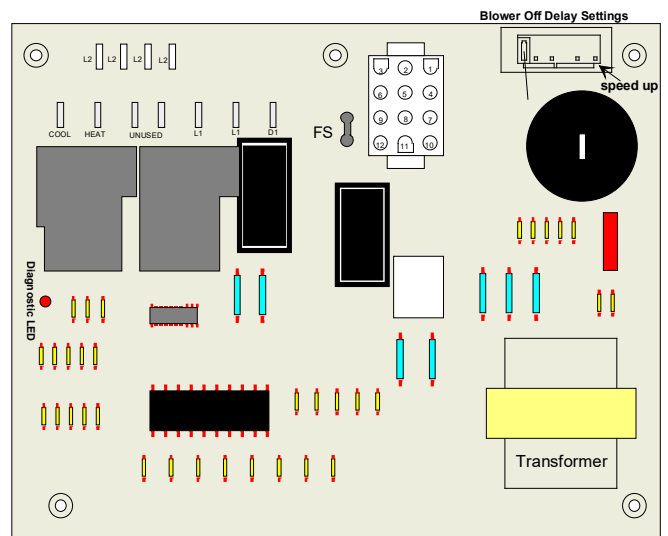 Blower Off Delay Settings
speed up
L2 L2 L2 L2
COOL HEAT UNUSED L1 L1 D1
FS
3 2 1
6 5 4
9 8 7
12 11 10
Diagnostic LED
Transformer